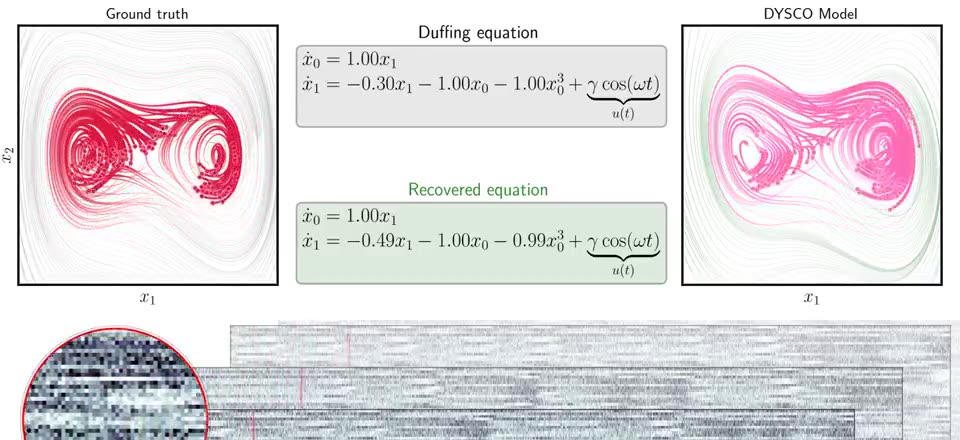 Ground truth
DYSCO Model
Duffing equation
ẋ₀ = 1.00x₁
ẋ₁ = −0.30x₁ − 1.00x₀ − 1.00x₀³ + γ cos(ωt)
u(t)
x₂
Recovered equation
ẋ₀ = 1.00x₁
ẋ₁ = −0.49x₁ − 1.00x₀ − 0.99x₀³ + γ cos(ωt)
u(t)
x₁
x₁